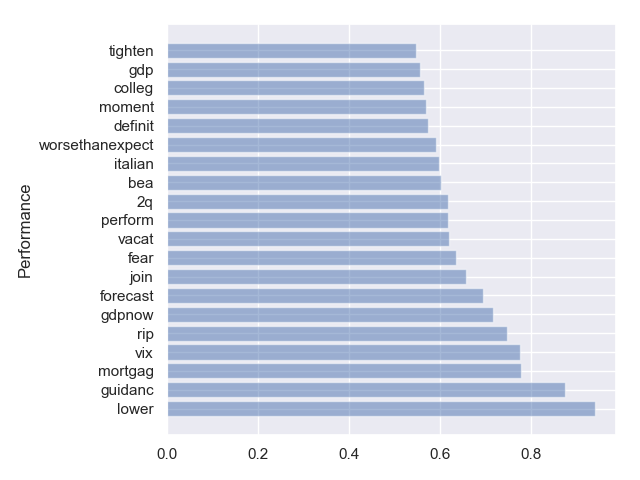 tighten
gdp
colleg
moment
definit
worsethanexpect
italian
bea
2q
perform
vacat
fear
join
forecast
gdpnow
rip
vix
mortgag
guidanc
lower
Performance
0.0 0.2 0.4 0.6 0.8